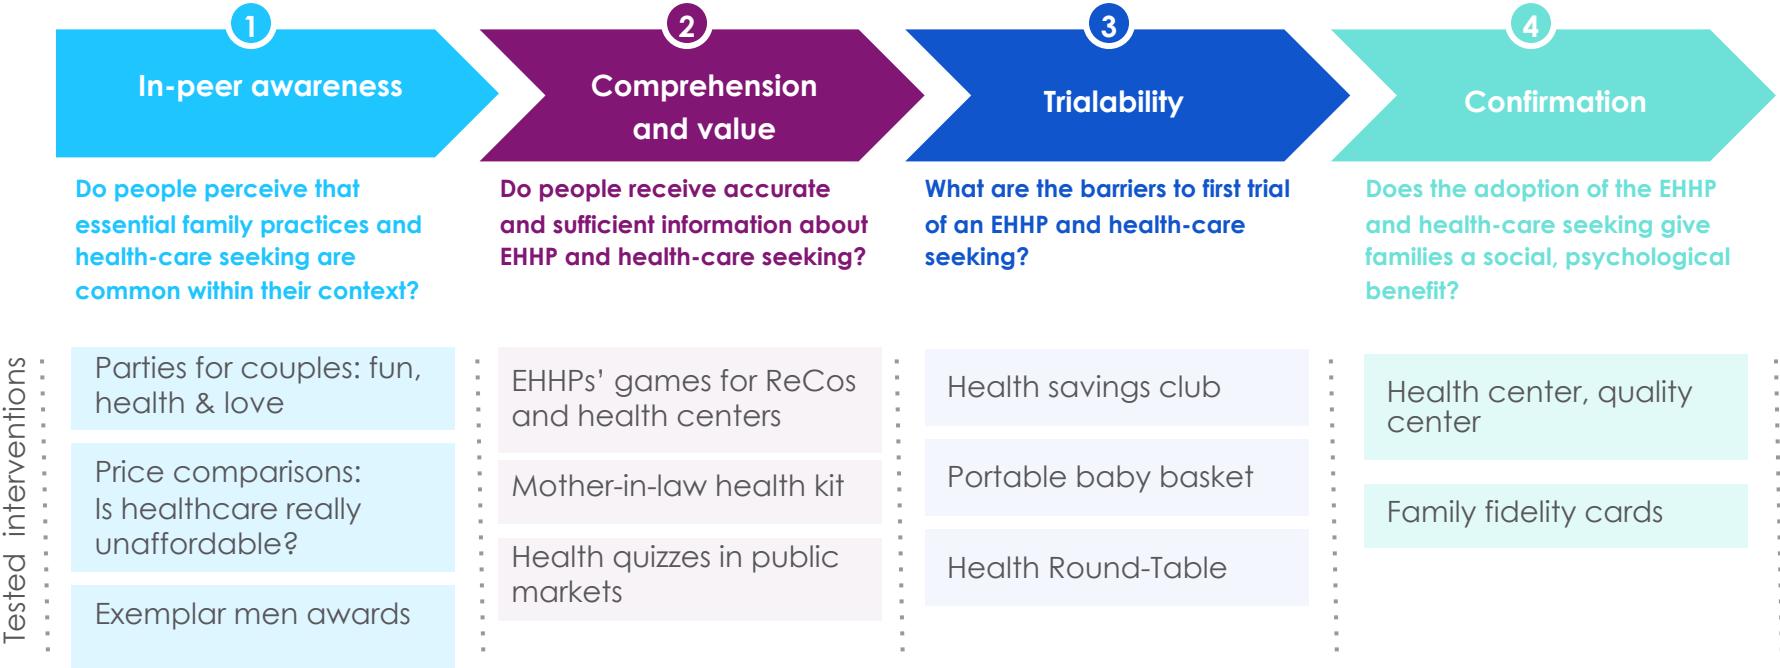 1
In-peer awareness
Do people perceive that
essential family practices and
health-care seeking are
common within their context?
2
Comprehension
and value
Do people receive accurate
and sufficient information about
EHHP and health-care seeking?
3
Trialability
What are the barriers to first trial
of an EHHP and health-care
seeking?
4
Confirmation
Does the adoption of the EHHP
and health-care seeking give
families a social, psychological
benefit?
Tested interventions
Parties for couples: fun,
health & love
Price comparisons:
Is healthcare really
unaffordable?
Exemplar men awards
EHHPs’ games for ReCos
and health centers
Mother-in-law health kit
Health quizzes in public
markets
Health savings club
Portable baby basket
Health Round-Table
Health center, quality
center
Family fidelity cards